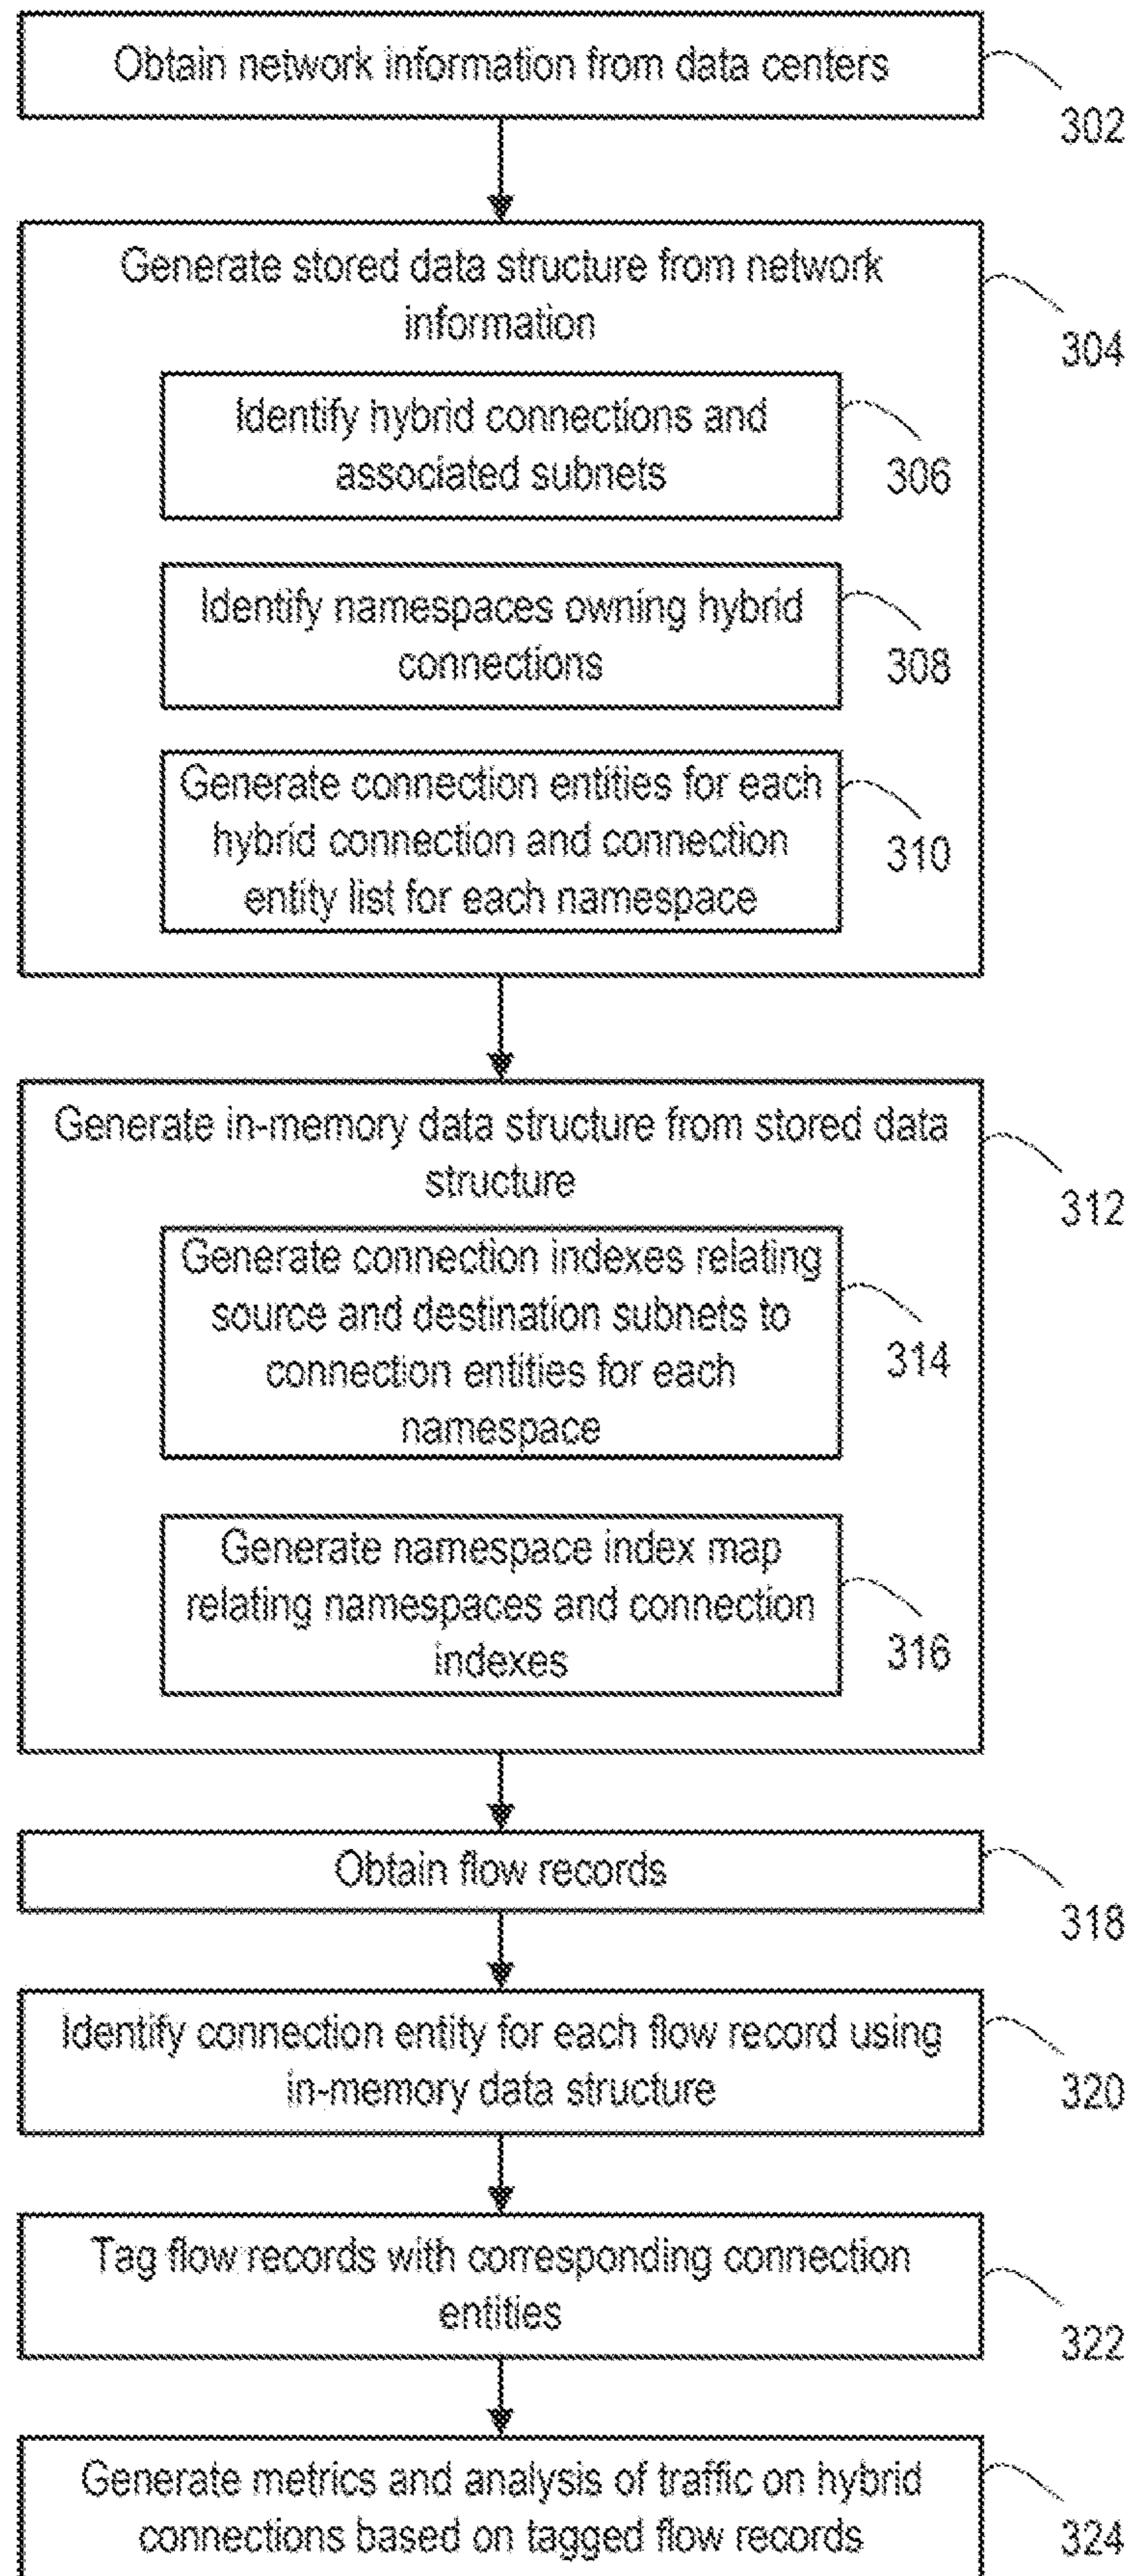 Obtain network information from data centers
302
Generate stored data structure from network
information
304
Identify hybrid connections and
associated subnets
306
Identify namespaces owning hybrid
connections
308
Generate connection entities for each
hybrid connection and connection
entity list for each namespace
310
Generate in-memory data structure from stored data
structure
312
Generate connection indexes relating
source and destination subnets to
connection entities for each
namespace
314
Generate namespace index map
relating namespaces and connection
indexes
316
Obtain flow records
318
Identify connection entity for each flow record using
in-memory data structure
320
Tag flow records with corresponding connection
entities
322
Generate metrics and analysis of traffic on hybrid
connections based on tagged flow records
324